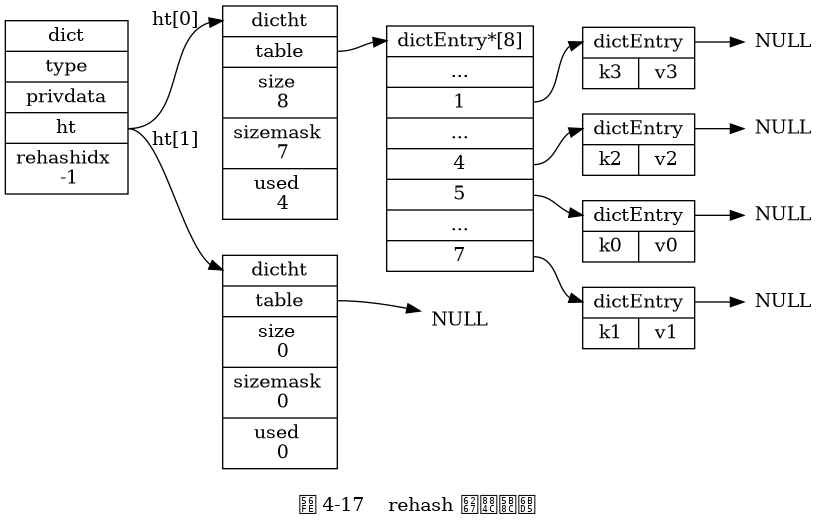 dict
type
privdata
ht
rehashidx
-1
ht[0]
ht[1]
dictht
table
size
8
sizemask
7
used
4
dictht
table
size
0
sizemask
0
used
0
dictEntry*[8]
...
1
...
4
5
...
7
NULL
dictEntry
k3 v3
NULL
dictEntry
k2 v2
NULL
dictEntry
k0 v0
NULL
dictEntry
k1 v1
NULL
4-17 rehash